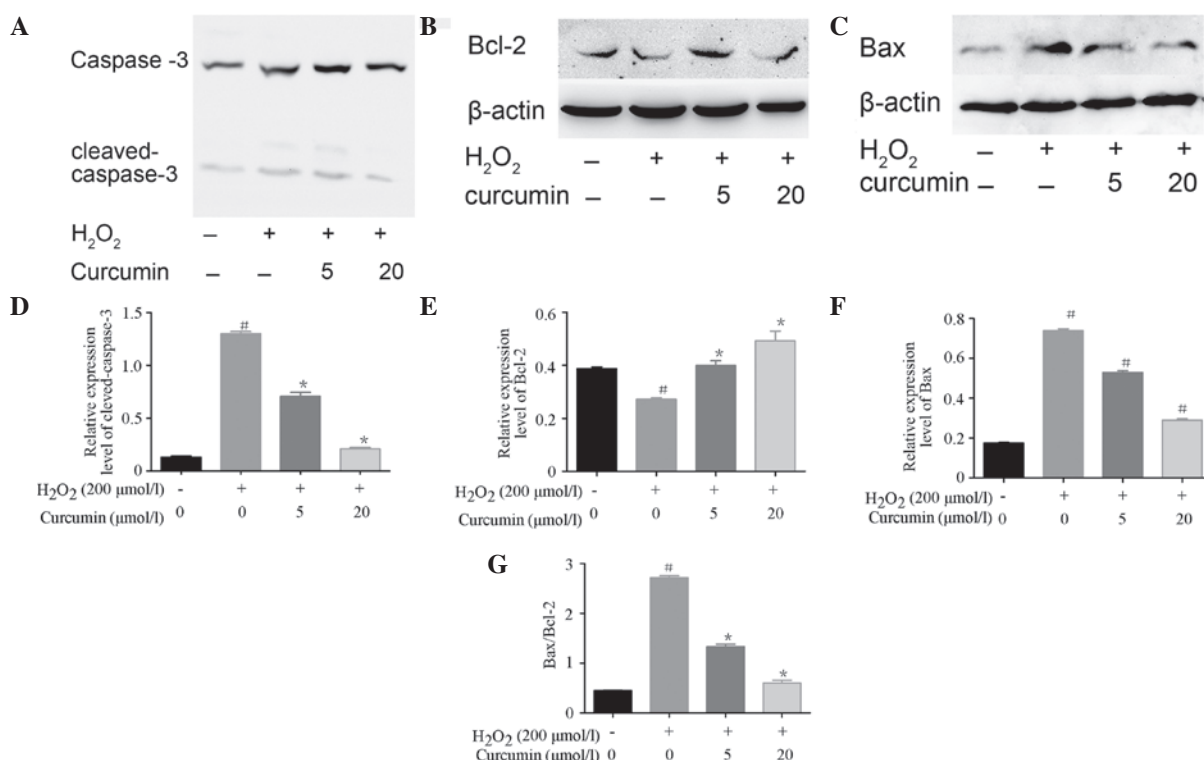 A
Caspase -3
cleaved-
caspase-3
H₂O₂ – + + +
Curcumin – – 5 20
B
Bcl-2
β-actin
H₂O₂ – + + +
curcumin – – 5 20
C
Bax
β-actin
H₂O₂ – + + +
curcumin – – 5 20
D
Relative expression
level of cleved-caspase-3
1.5
1.0
0.5
0
# * *
H₂O₂ (200 μmol/l) - + + +
Curcumin (μmol/l) 0 0 5 20
E
Relative expression
level of Bcl-2
0.6
0.4
0.2
0
# * *
H₂O₂ (200 μmol/l) - + + +
Curcumin (μmol/l) 0 0 5 20
F
Relative expression
level of Bax
0.8
0.6
0.4
0.2
0
# # #
H₂O₂ (200 μmol/l) - + + +
Curcumin (μmol/l) 0 0 5 20
G
Bax/Bcl-2
3
2
1
0
# * *
H₂O₂ (200 μmol/l) - + + +
Curcumin (μmol/l) 0 0 5 20